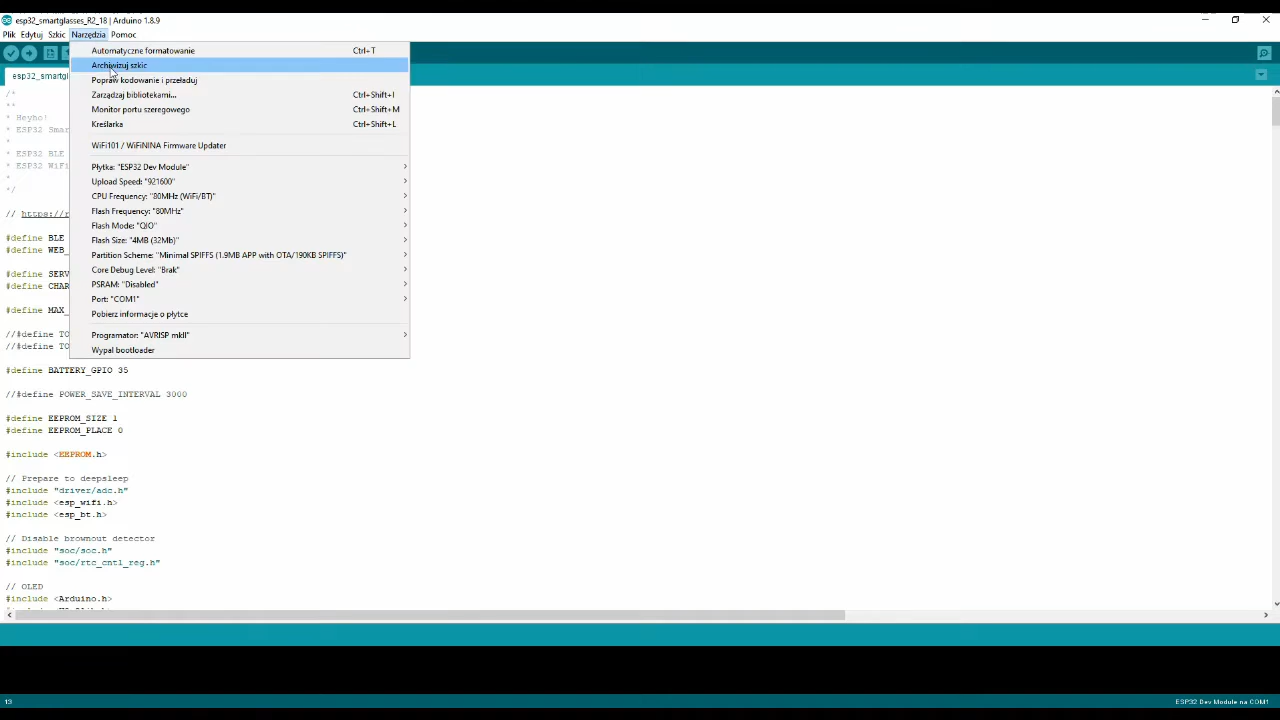 esp32_smartglasses_R2_18 | Arduino 1.8.9
Plik Edytuj Szkic Narzędzia Pomoc
Automatyczne formatowanie Ctrl+T
Archiwizuj szkic
Popraw kodowanie i przeładuj
Zarządzaj bibliotekami... Ctrl+Shift+I
Monitor portu szeregowego Ctrl+Shift+M
Kreślarka Ctrl+Shift+L
WiFi101 / WiFiNINA Firmware Updater
Płytka: "ESP32 Dev Module"
Upload Speed: "921600"
CPU Frequency: "80MHz (WiFi/BT)"
Flash Frequency: "80MHz"
Flash Mode: "QIO"
Flash Size: "4MB (32Mb)"
Partition Scheme: "Minimal SPIFFS (1.9MB APP with OTA/190KB SPIFFS)"
Core Debug Level: "Brak"
PSRAM: "Disabled"
Port: "COM1"
Pobierz informacje o płytce
Programator: "AVRISP mkII"
Wypal bootloader
esp32_smartgl
/*
**
* Heyho!
* ESP32 Smar
*
* ESP32 BLE
* ESP32 WiFi
*
*/
// https://r
#define BLE
#define WEB_
#define SERV
#define CHAR
#define MAX_
//#define TO
//#define TO
#define BATTERY_GPIO 35
//#define POWER_SAVE_INTERVAL 3000
#define EEPROM_SIZE 1
#define EEPROM_PLACE 0
#include <EEPROM.h>
// Prepare to deepsleep
#include "driver/adc.h"
#include <esp_wifi.h>
#include <esp_bt.h>
// Disable brownout detector
#include "soc/soc.h"
#include "soc/rtc_cntl_reg.h"
// OLED
#include <Arduino.h>
13 ESP32 Dev Module na COM1